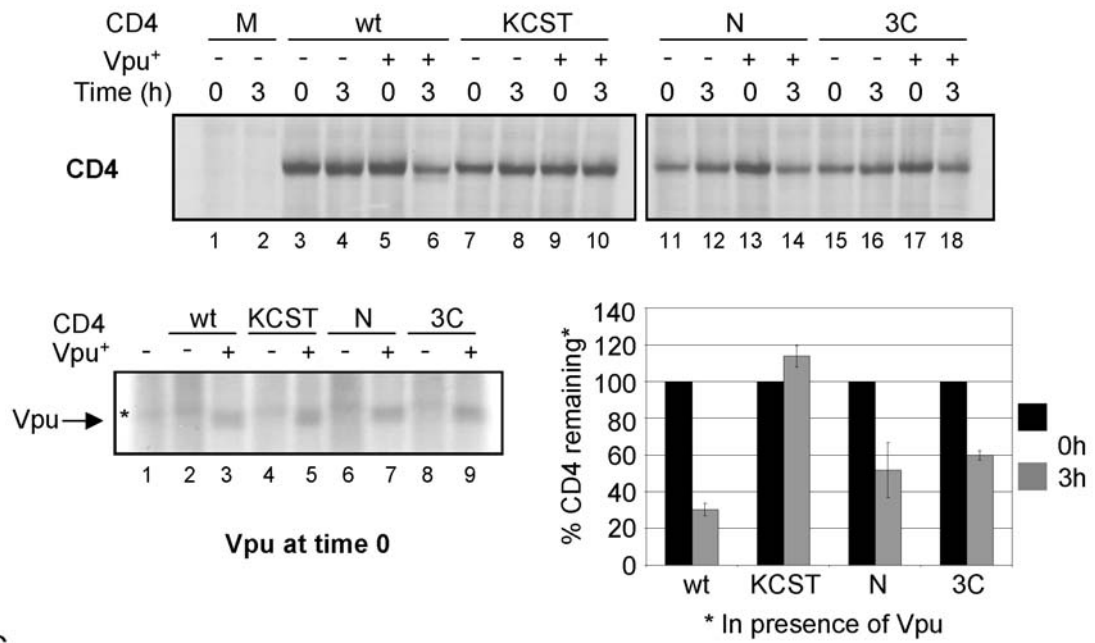 CD4 M wt KCST N 3C
Vpu+ - - - - + + - - + + - - + + - - + +
Time (h) 0 3 0 3 0 3 0 3 0 3 0 3 0 3 0 3 0 3
CD4
1 2 3 4 5 6 7 8 9 10 11 12 13 14 15 16 17 18
CD4 wt KCST N 3C
Vpu+ - - + - + - + - +
Vpu *
1 2 3 4 5 6 7 8 9
Vpu at time 0
% CD4 remaining*
140
120
100
80
60
40
20
0
wt KCST N 3C
0h
3h
* In presence of Vpu